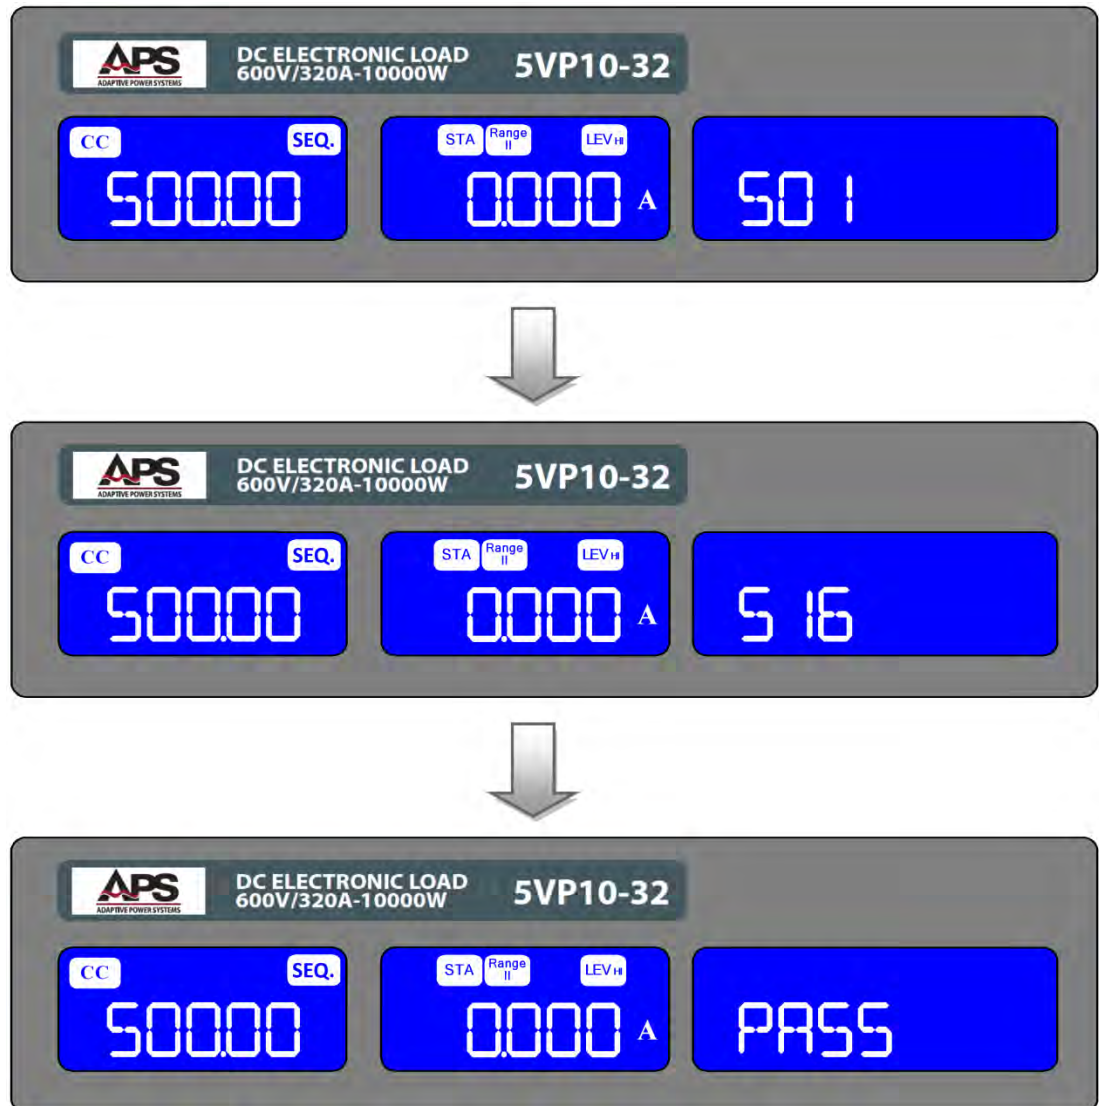 APS
ADAPTIVE POWER SYSTEMS
DC ELECTRONIC LOAD
600V/320A-10000W
5VP10-32
CC SEQ.
500.00
STA Range II LEV HI
0.000 A
S01
APS
ADAPTIVE POWER SYSTEMS
DC ELECTRONIC LOAD
600V/320A-10000W
5VP10-32
CC SEQ.
500.00
STA Range II LEV HI
0.000 A
S16
APS
ADAPTIVE POWER SYSTEMS
DC ELECTRONIC LOAD
600V/320A-10000W
5VP10-32
CC SEQ.
500.00
STA Range II LEV HI
0.000 A
PASS